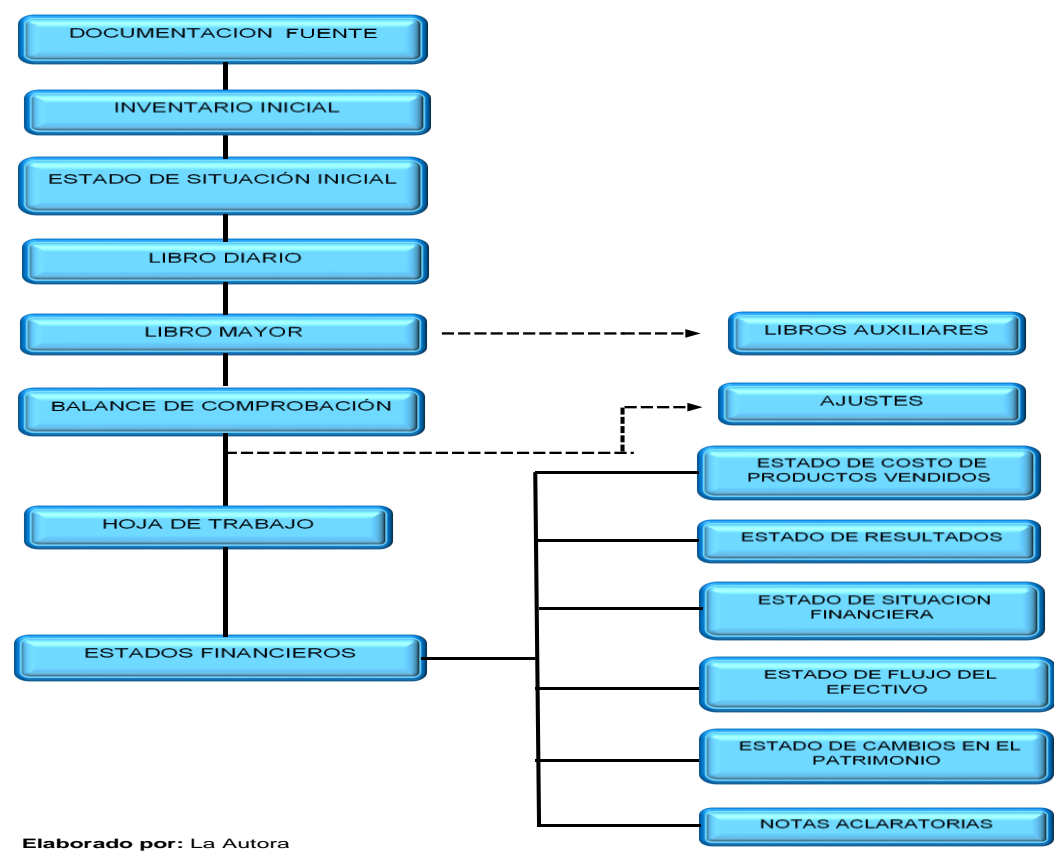 DOCUMENTACION FUENTE
INVENTARIO INICIAL
ESTADO DE SITUACIÓN INICIAL
LIBRO DIARIO
LIBRO MAYOR
LIBROS AUXILIARES
BALANCE DE COMPROBACIÓN
AJUSTES
ESTADO DE COSTO DE
PRODUCTOS VENDIDOS
HOJA DE TRABAJO
ESTADO DE RESULTADOS
ESTADO DE SITUACION
FINANCIERA
ESTADOS FINANCIEROS
ESTADO DE FLUJO DEL
EFECTIVO
ESTADO DE CAMBIOS EN EL
PATRIMONIO
NOTAS ACLARATORIAS
Elaborado por: La Autora